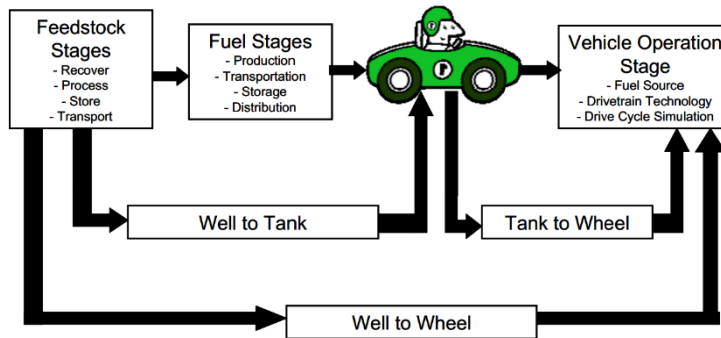 Feedstock
Stages
- Recover
- Process
- Store
- Transport
Fuel Stages
- Production
- Transportation
- Storage
- Distribution
r
Vehicle Operation
Stage
- Fuel Source
- Drivetrain Technology
- Drive Cycle Simulation
Well to Tank
Tank to Wheel
Well to Wheel